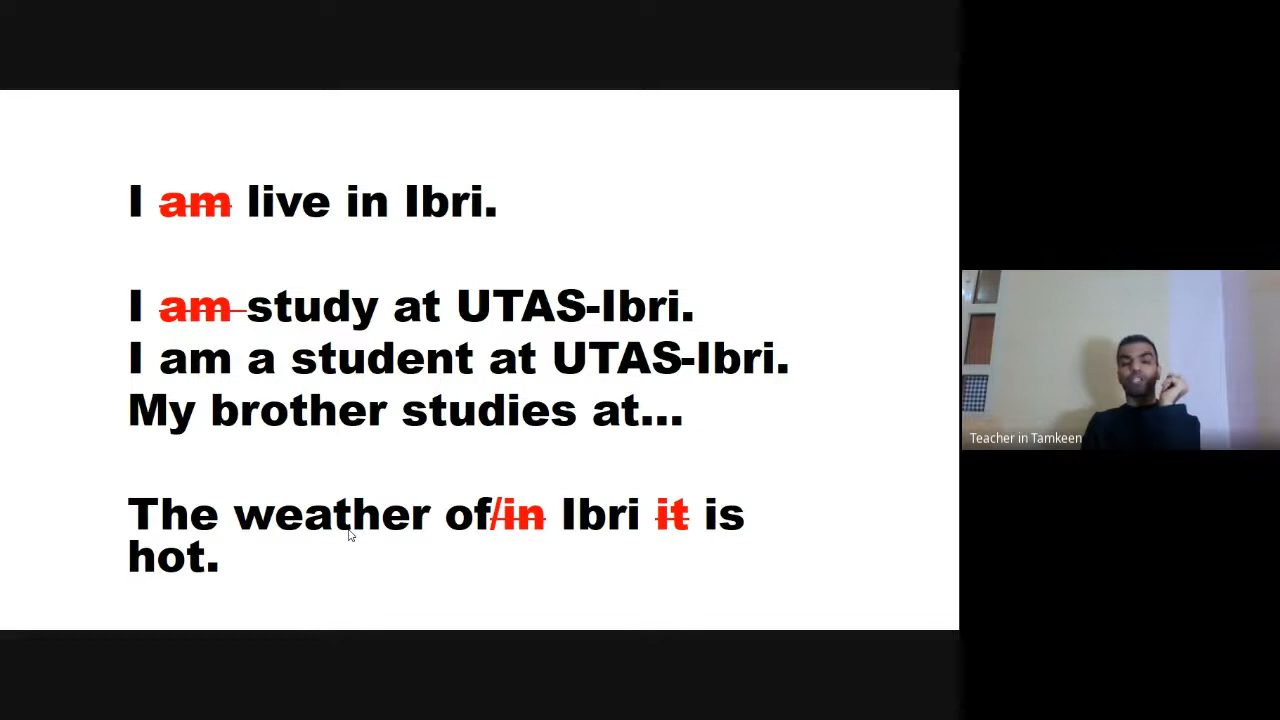 I am live in Ibri.
I am study at UTAS-Ibri.
I am a student at UTAS-Ibri.
My brother studies at...
The weather of/in Ibri it is
hot.
Teacher in Tamkeen